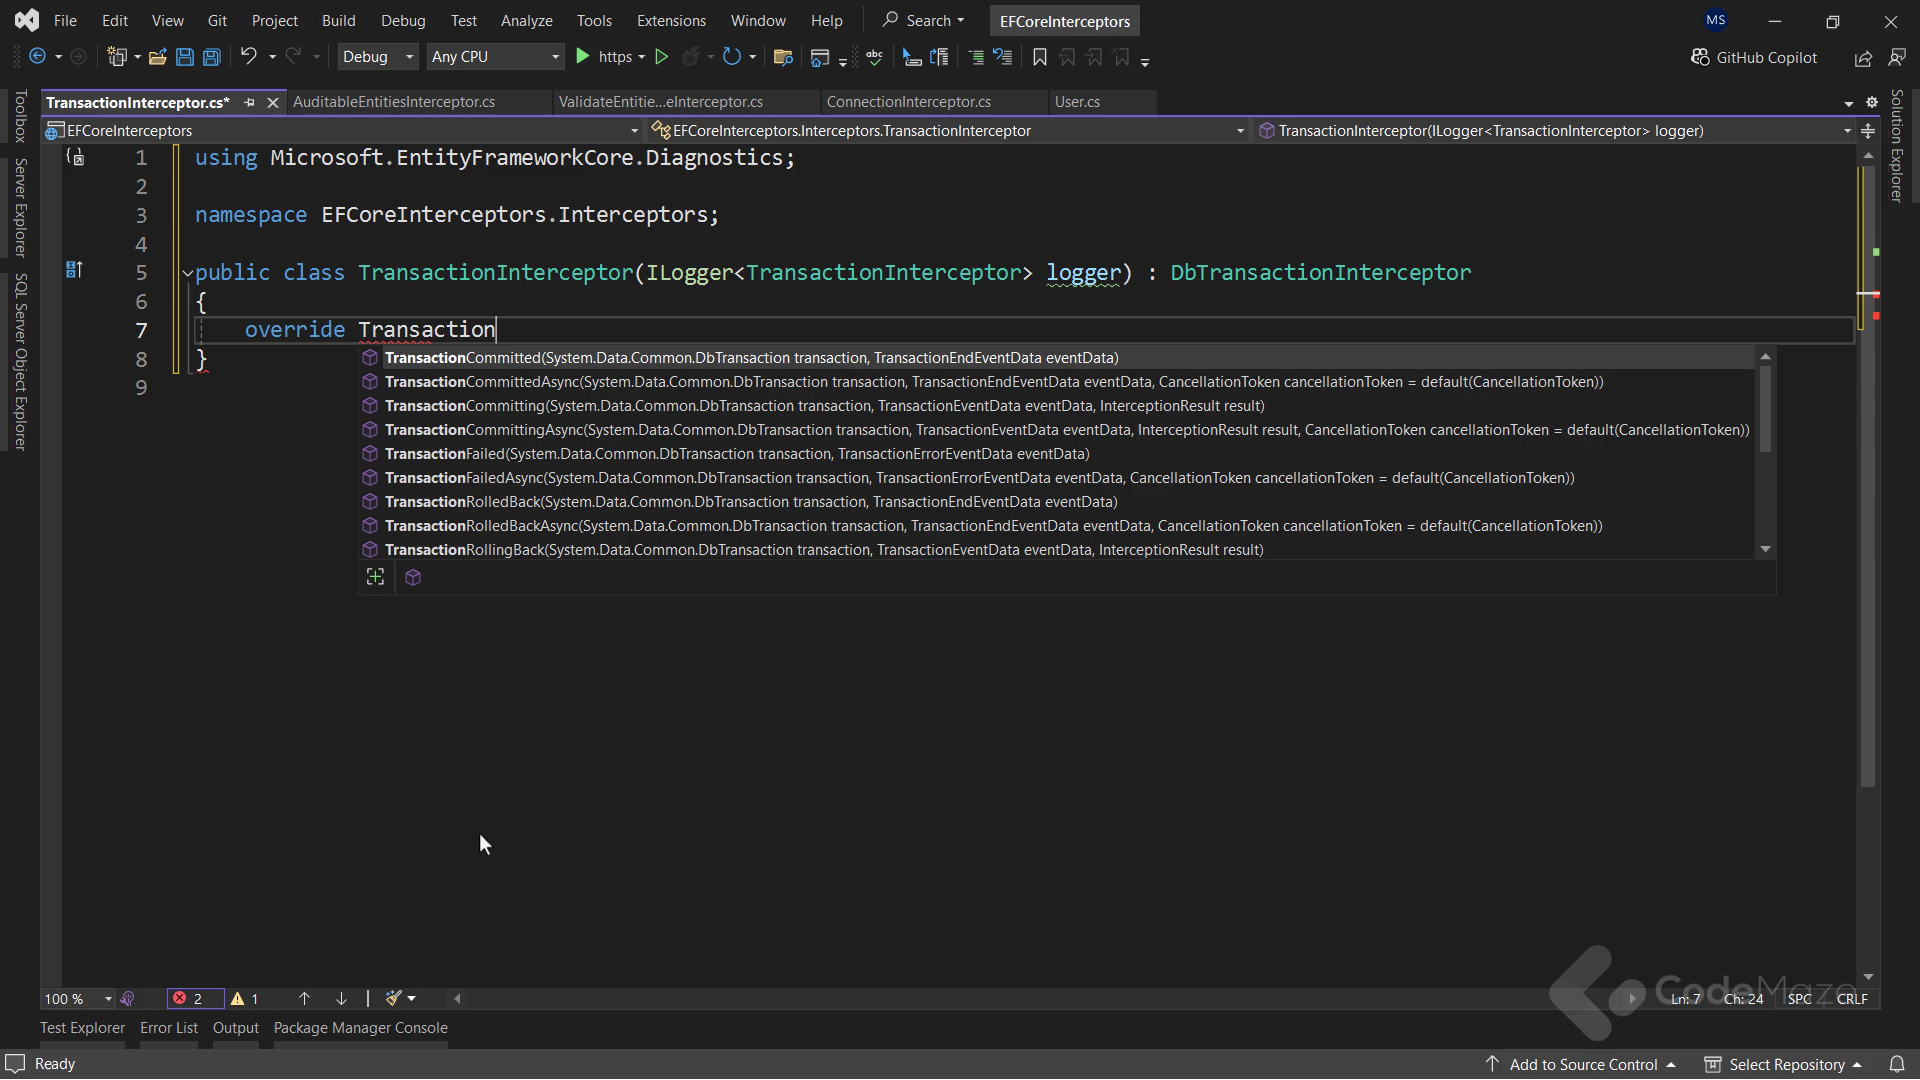 File Edit View Git Project Build Debug Test Analyze Tools Extensions Window Help Search EFCoreInterceptors MS
Debug Any CPU https abc GitHub Copilot
TransactionInterceptor.cs* AuditableEntitiesInterceptor.cs ValidateEntitie...eInterceptor.cs ConnectionInterceptor.cs User.cs
EFCoreInterceptors EFCoreInterceptors.Interceptors.TransactionInterceptor TransactionInterceptor(ILogger<TransactionInterceptor> logger)
Toolbox
Server Explorer
SQL Server Object Explorer
Solution Explorer
1 using Microsoft.EntityFrameworkCore.Diagnostics;
2
3 namespace EFCoreInterceptors.Interceptors;
4
5 public class TransactionInterceptor(ILogger<TransactionInterceptor> logger) : DbTransactionInterceptor
6 {
7 override Transaction
8 }
9
TransactionCommitted(System.Data.Common.DbTransaction transaction, TransactionEndEventData eventData)
TransactionCommittedAsync(System.Data.Common.DbTransaction transaction, TransactionEndEventData eventData, CancellationToken cancellationToken = default(CancellationToken))
TransactionCommitting(System.Data.Common.DbTransaction transaction, TransactionEventData eventData, InterceptionResult result)
TransactionCommittingAsync(System.Data.Common.DbTransaction transaction, TransactionEventData eventData, InterceptionResult result, CancellationToken cancellationToken = default(CancellationToken))
TransactionFailed(System.Data.Common.DbTransaction transaction, TransactionErrorEventData eventData)
TransactionFailedAsync(System.Data.Common.DbTransaction transaction, TransactionErrorEventData eventData, CancellationToken cancellationToken = default(CancellationToken))
TransactionRolledBack(System.Data.Common.DbTransaction transaction, TransactionEndEventData eventData)
TransactionRolledBackAsync(System.Data.Common.DbTransaction transaction, TransactionEndEventData eventData, CancellationToken cancellationToken = default(CancellationToken))
TransactionRollingBack(System.Data.Common.DbTransaction transaction, TransactionEventData eventData, InterceptionResult result)
CodeMaze
100 % 2 1 Ln: 7 Ch: 24 SPC CRLF
Test Explorer Error List Output Package Manager Console
Ready Add to Source Control Select Repository